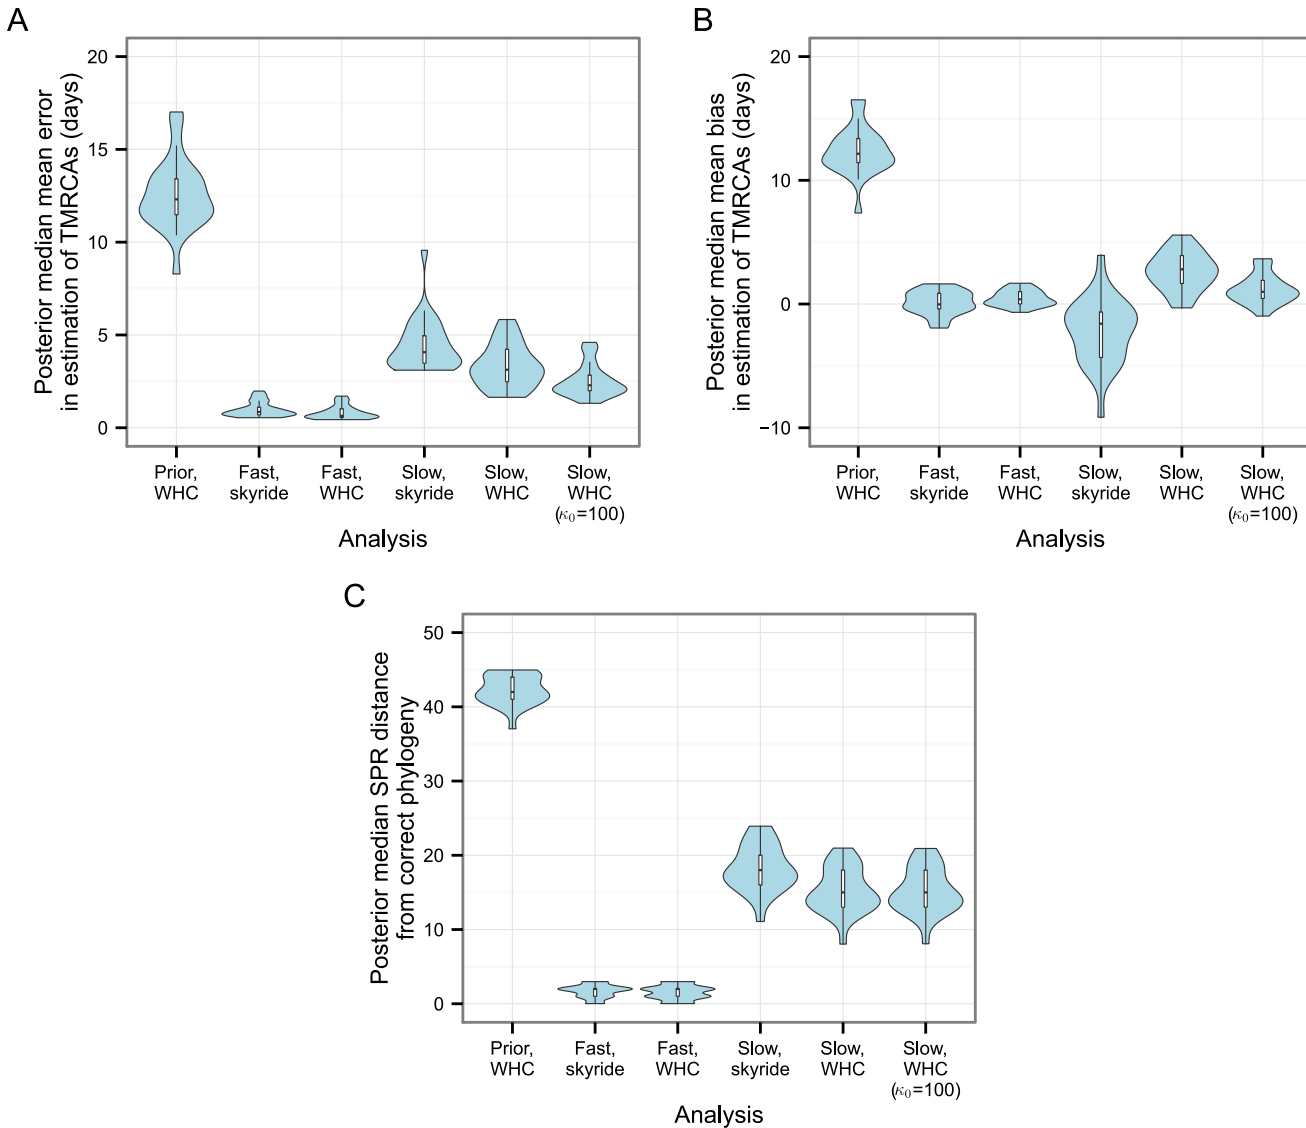 A
Posterior median mean error
in estimation of TMRCAs (days)
20
15
10
5
0
Prior,
WHC
Fast,
skyride
Fast,
WHC
Slow,
skyride
Slow,
WHC
Slow,
WHC
(κ₀=100)
Analysis
B
Posterior median mean bias
in estimation of TMRCAs (days)
20
10
0
−10
Prior,
WHC
Fast,
skyride
Fast,
WHC
Slow,
skyride
Slow,
WHC
Slow,
WHC
(κ₀=100)
Analysis
C
Posterior median SPR distance
from correct phylogeny
50
40
30
20
10
0
Prior,
WHC
Fast,
skyride
Fast,
WHC
Slow,
skyride
Slow,
WHC
Slow,
WHC
(κ₀=100)
Analysis